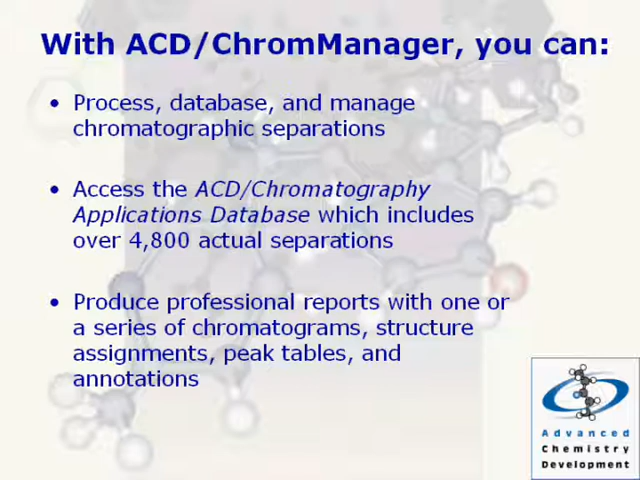 With ACD/ChromManager, you can:
• Process, database, and manage
chromatographic separations
• Access the ACD/Chromatography
Applications Database which includes
over 4,800 actual separations
• Produce professional reports with one or
a series of chromatograms, structure
assignments, peak tables, and
annotations
Advanced
Chemistry
Development